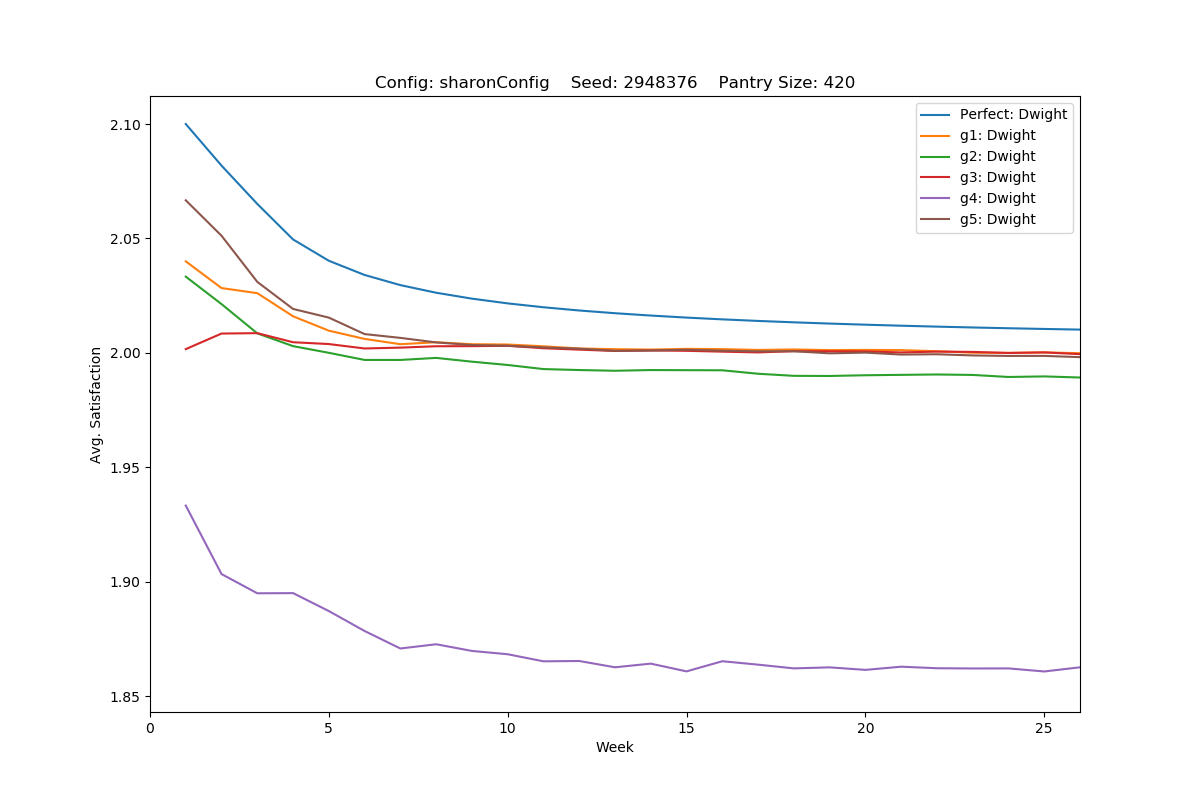 Config: sharonConfig    Seed: 2948376    Pantry Size: 420
Perfect: Dwight
g1: Dwight
g2: Dwight
g3: Dwight
g4: Dwight
g5: Dwight
2.10
2.05
2.00
1.95
1.90
1.85
Avg. Satisfaction
0 5 10 15 20 25
Week